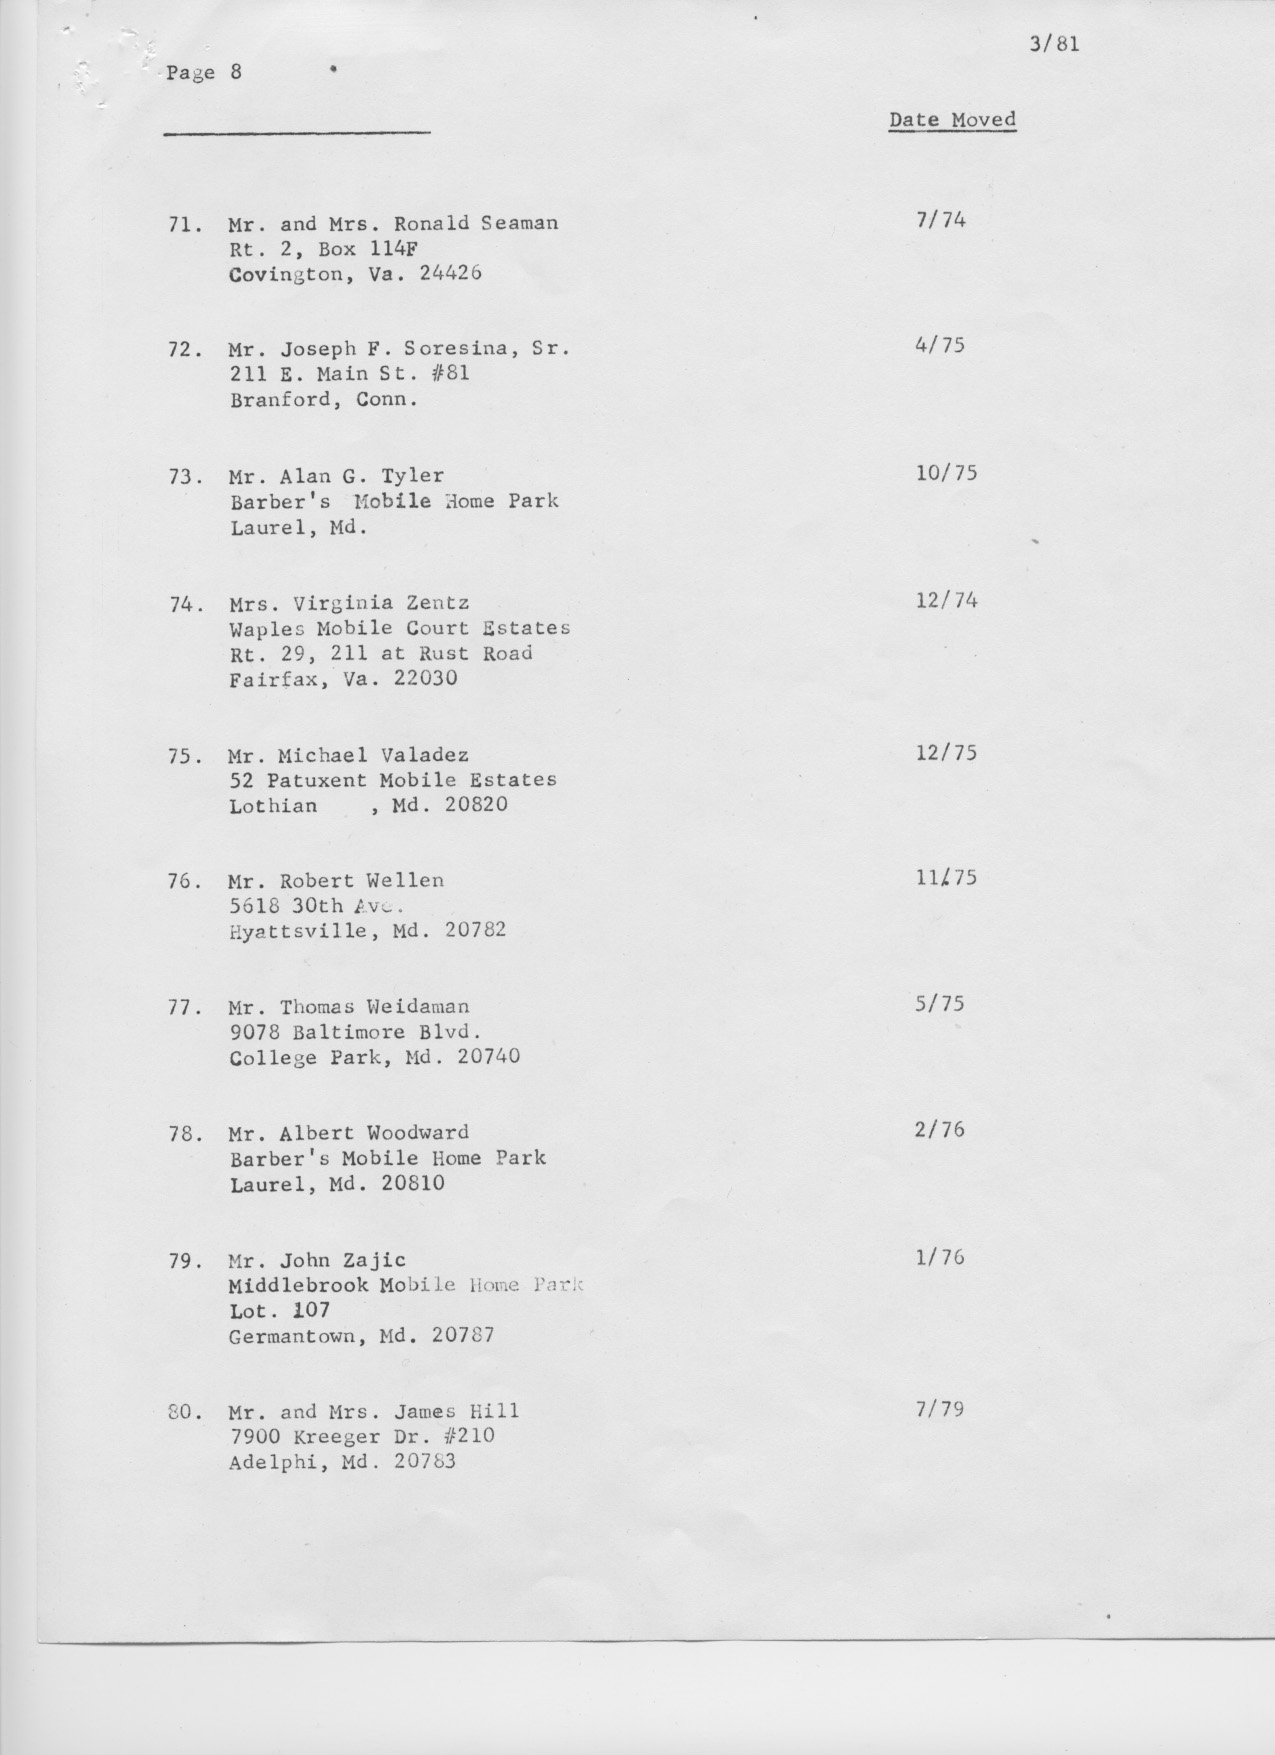 3/81
Page 8
Date Moved
71. Mr. and Mrs. Ronald Seaman 7/74
Rt. 2, Box 114F
Covington, Va. 24426
72. Mr. Joseph F. Soresina, Sr. 4/75
211 E. Main St. #81
Branford, Conn.
73. Mr. Alan G. Tyler 10/75
Barber's Mobile Home Park
Laurel, Md.
74. Mrs. Virginia Zentz 12/74
Waples Mobile Court Estates
Rt. 29, 211 at Rust Road
Fairfax, Va. 22030
75. Mr. Michael Valadez 12/75
52 Patuxent Mobile Estates
Lothian , Md. 20820
76. Mr. Robert Wellen 11/75
5618 30th Ave.
Hyattsville, Md. 20782
77. Mr. Thomas Weidaman 5/75
9078 Baltimore Blvd.
College Park, Md. 20740
78. Mr. Albert Woodward 2/76
Barber's Mobile Home Park
Laurel, Md. 20810
79. Mr. John Zajic 1/76
Middlebrook Mobile Home Park
Lot. 107
Germantown, Md. 20787
80. Mr. and Mrs. James Hill 7/79
7900 Kreeger Dr. #210
Adelphi, Md. 20783